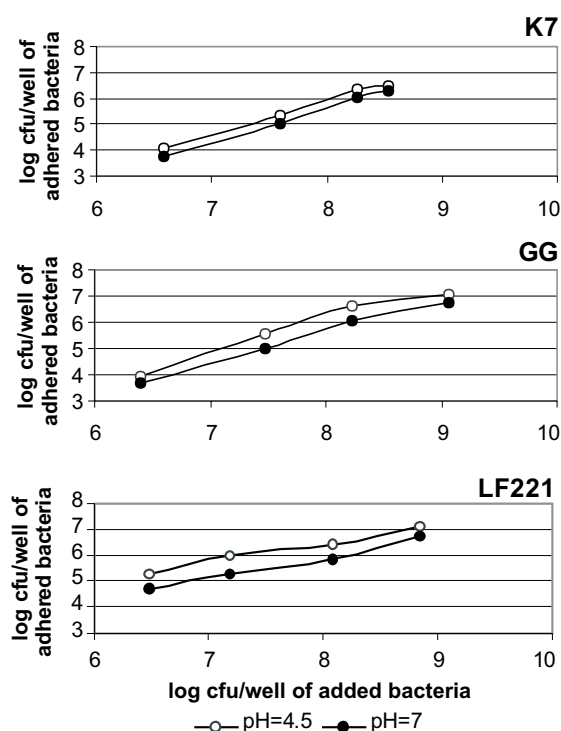 K7
log cfu/well of
adhered bacteria
8
7
6
5
4
3
6 7 8 9 10
GG
log cfu/well of
adhered bacteria
8
7
6
5
4
3
6 7 8 9 10
LF221
log cfu/well of
adhered bacteria
8
7
6
5
4
3
6 7 8 9 10
log cfu/well of added bacteria
pH=4.5 pH=7